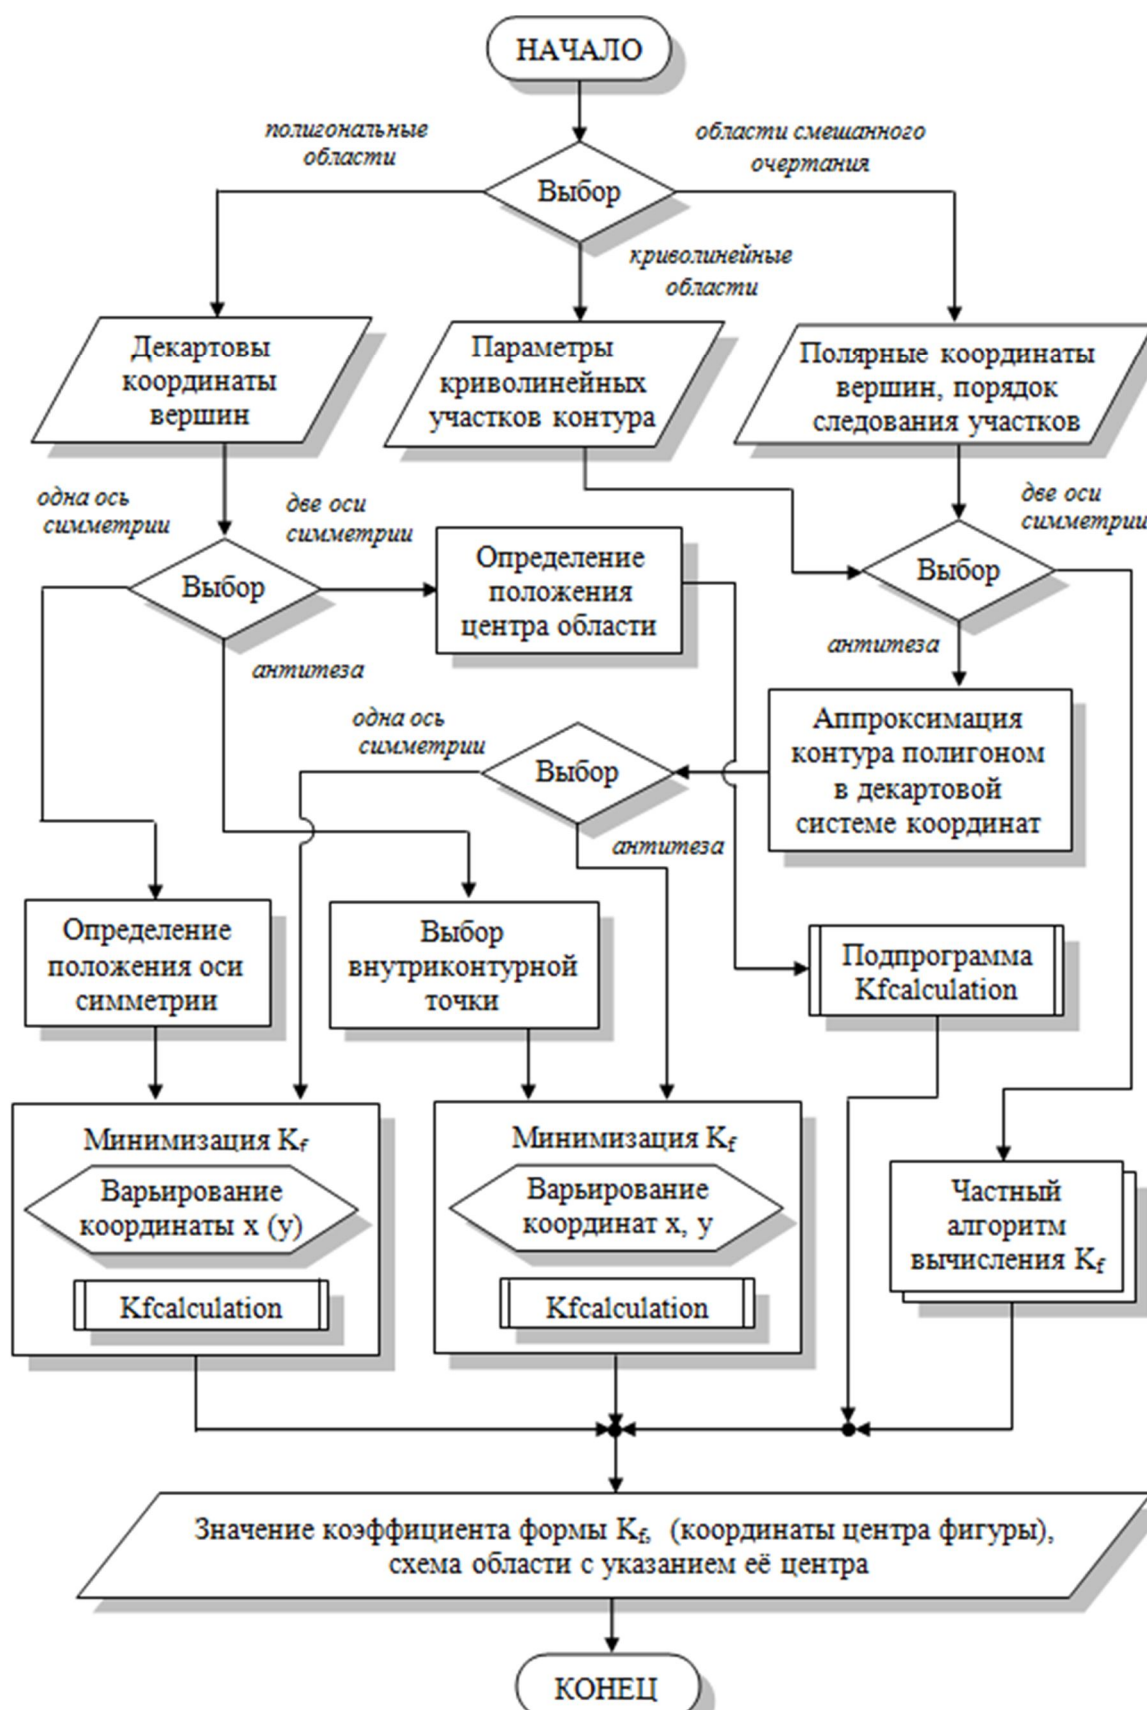 НАЧАЛО
полигональные
области
области смешанного
очертания
Выбор
криволинейные
области
Декартовы
координаты
вершин
Параметры
криволинейных
участков контура
Полярные координаты
вершин, порядок
следования участков
одна ось
симметрии
две оси
симметрии
две оси
симметрии
Выбор
Определение
положения
центра области
Выбор
антитеза
антитеза
одна ось
симметрии
Выбор
Аппроксимация
контура полигоном
в декартовой
системе координат
антитеза
Определение
положения оси
симметрии
Выбор
внутриконтурной
точки
Подпрограмма
Kfcalculation
Минимизация Kf
Варьирование
координаты x (y)
Kfcalculation
Минимизация Kf
Варьирование
координат x, y
Kfcalculation
Частный
алгоритм
вычисления Kf
Значение коэффициента формы Kf, (координаты центра фигуры),
схема области с указанием её центра
КОНЕЦ